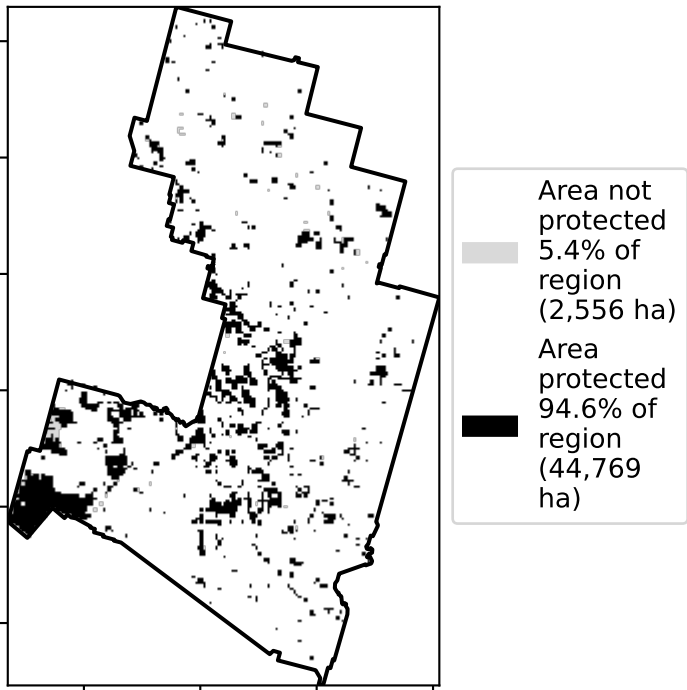 Area not
protected
5.4% of
region
(2,556 ha)
Area
protected
94.6% of
region
(44,769
ha)